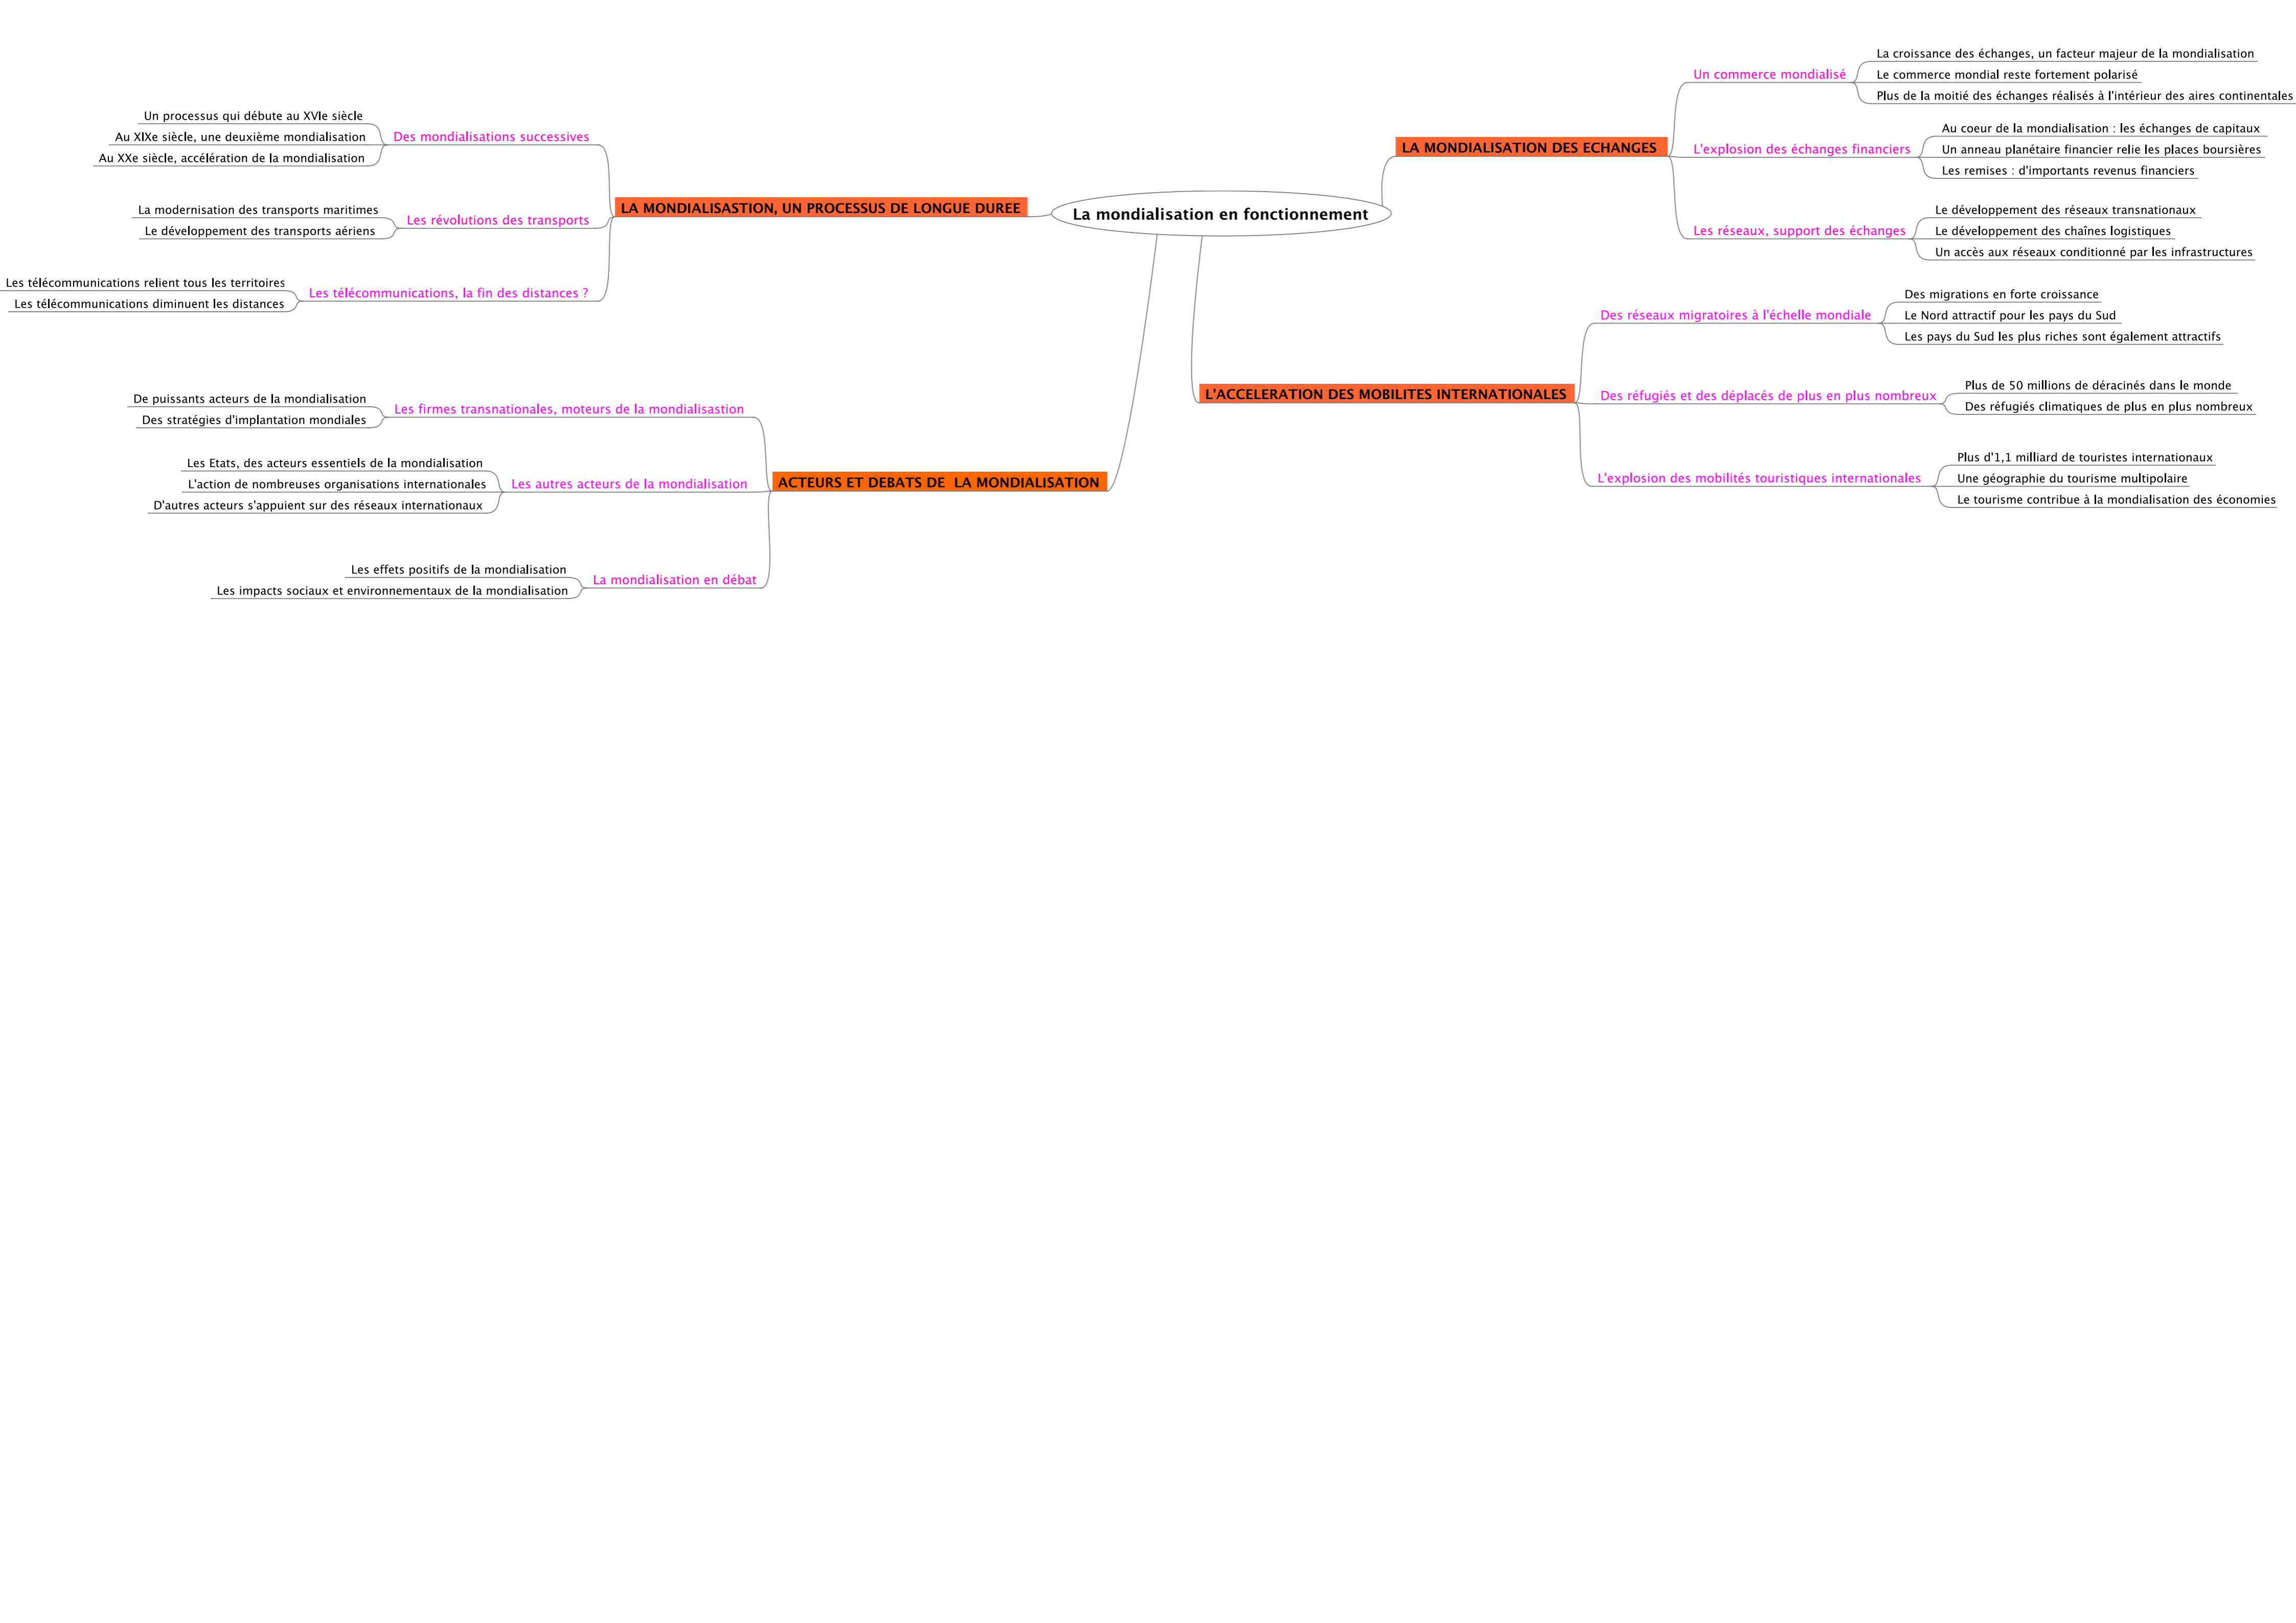 La mondialisation en fonctionnement
LA MONDIALISASTION, UN PROCESSUS DE LONGUE DUREE
Des mondialisations successives
Un processus qui débute au XVIe siècle
Au XIXe siècle, une deuxième mondialisation
Au XXe siècle, accélération de la mondialisation
Les révolutions des transports
La modernisation des transports maritimes
Le développement des transports aériens
Les télécommunications, la fin des distances ?
Les télécommunications relient tous les territoires
Les télécommunications diminuent les distances
LA MONDIALISATION DES ECHANGES
Un commerce mondialisé
La croissance des échanges, un facteur majeur de la mondialisation
Le commerce mondial reste fortement polarisé
Plus de la moitié des échanges réalisés à l'intérieur des aires continentales
L'explosion des échanges financiers
Au coeur de la mondialisation : les échanges de capitaux
Un anneau planétaire financier relie les places boursières
Les remises : d'importants revenus financiers
Les réseaux, support des échanges
Le développement des réseaux transnationaux
Le développement des chaînes logistiques
Un accès aux réseaux conditionné par les infrastructures
L'ACCELERATION DES MOBILITES INTERNATIONALES
Des réseaux migratoires à l'échelle mondiale
Des migrations en forte croissance
Le Nord attractif pour les pays du Sud
Les pays du Sud les plus riches sont également attractifs
Des réfugiés et des déplacés de plus en plus nombreux
Plus de 50 millions de déracinés dans le monde
Des réfugiés climatiques de plus en plus nombreux
L'explosion des mobilités touristiques internationales
Plus d'1,1 milliard de touristes internationaux
Une géographie du tourisme multipolaire
Le tourisme contribue à la mondialisation des économies
ACTEURS ET DEBATS DE  LA MONDIALISATION
Les firmes transnationales, moteurs de la mondialisastion
De puissants acteurs de la mondialisation
Des stratégies d'implantation mondiales
Les autres acteurs de la mondialisation
Les Etats, des acteurs essentiels de la mondialisation
L'action de nombreuses organisations internationales
D'autres acteurs s'appuient sur des réseaux internationaux
La mondialisation en débat
Les effets positifs de la mondialisation
Les impacts sociaux et environnementaux de la mondialisation